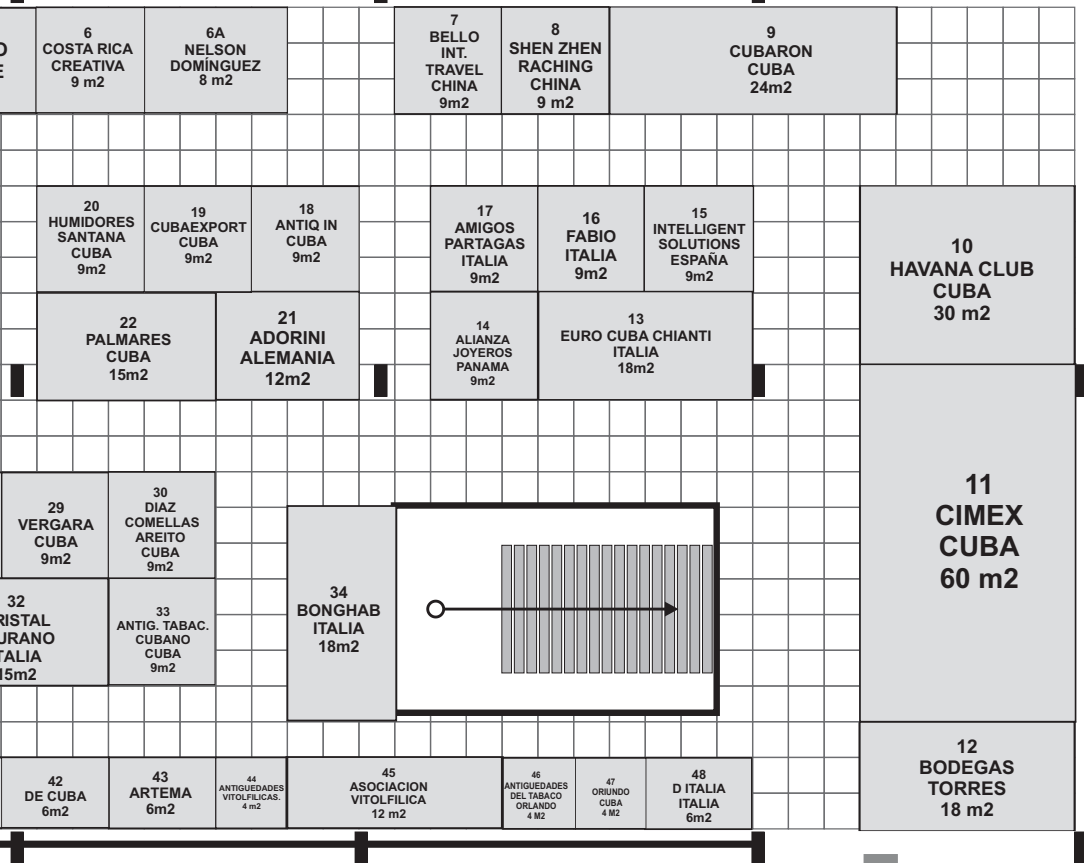 6
COSTA RICA
CREATIVA
9 m2
6A
NELSON
DOMÍNGUEZ
8 m2
7
BELLO
INT.
TRAVEL
CHINA
9m2
8
SHEN ZHEN
RACHING
CHINA
9 m2
9
CUBARON
CUBA
24m2
20
HUMIDORES
SANTANA
CUBA
9m2
19
CUBAEXPORT
CUBA
9m2
18
ANTIQ IN
CUBA
9m2
17
AMIGOS
PARTAGAS
ITALIA
9m2
16
FABIO
ITALIA
9m2
15
INTELLIGENT
SOLUTIONS
ESPAÑA
9m2
10
HAVANA CLUB
CUBA
30 m2
22
PALMARES
CUBA
15m2
21
ADORINI
ALEMANIA
12m2
14
ALIANZA
JOYEROS
PANAMA
9m2
13
EURO CUBA CHIANTI
ITALIA
18m2
11
CIMEX
CUBA
60 m2
29
VERGARA
CUBA
9m2
30
DIAZ
COMELLAS
AREITO
CUBA
9m2
32
RISTAL
URANO
TALIA
15m2
33
ANTIG. TABAC.
CUBANO
CUBA
9m2
34
BONGHAB
ITALIA
18m2
12
BODEGAS
TORRES
18 m2
42
DE CUBA
6m2
43
ARTEMA
6m2
44
ANTIGUEDADES
VITOLFILICAS.
4 m2
45
ASOCIACION
VITOLFILICA
12 m2
46
ANTIGUEDADES
DEL TABACO
ORLANDO
4 M2
47
ORIUNDO
CUBA
4 M2
48
D ITALIA
ITALIA
6m2